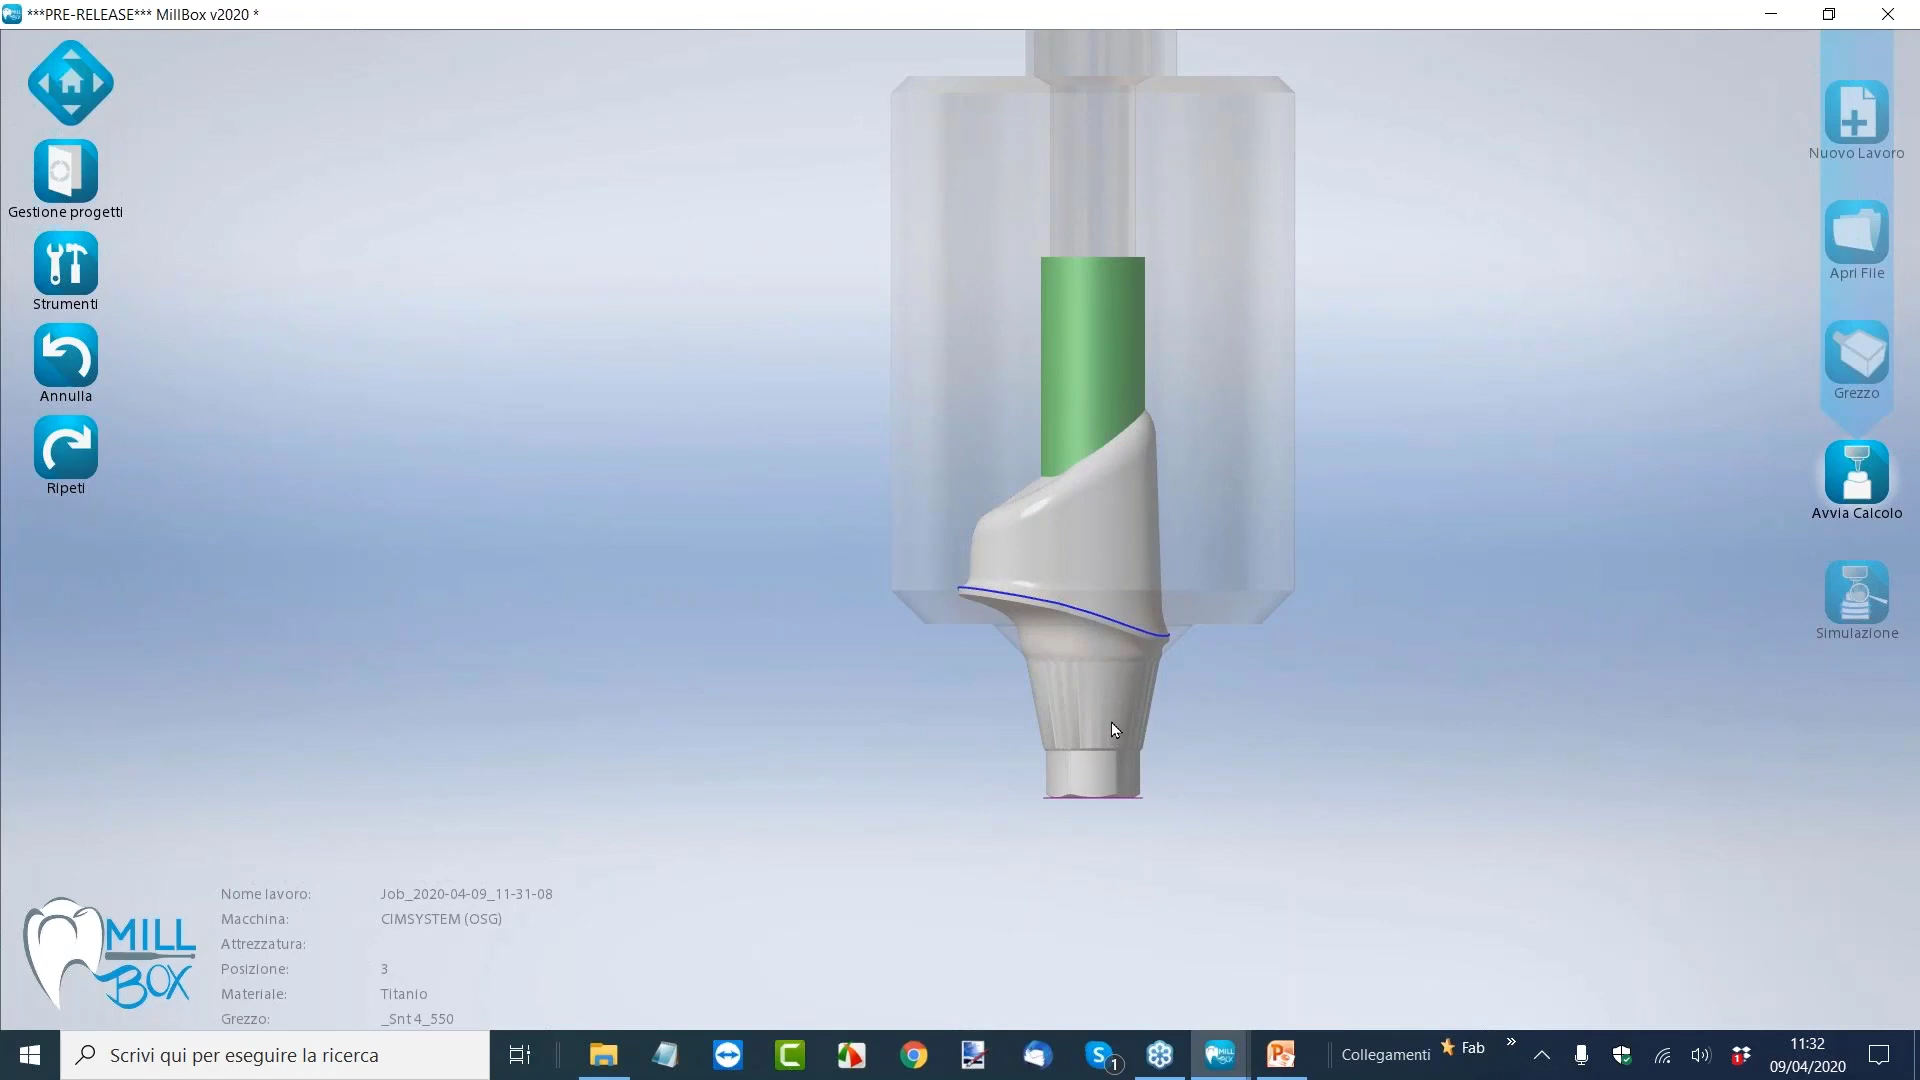 ***PRE-RELEASE*** MillBox v2020 *
Gestione progetti
Strumenti
Annulla
Ripeti
Nuovo Lavoro
Apri File
Grezzo
Avvia Calcolo
Simulazione
MILL
BOX
Nome lavoro: Job_2020-04-09_11-31-08
Macchina: CIMSYSTEM (OSG)
Attrezzatura:
Posizione: 3
Materiale: Titanio
Grezzo: _Snt 4_550
Scrivi qui per eseguire la ricerca
Collegamenti
Fab
11:32
09/04/2020